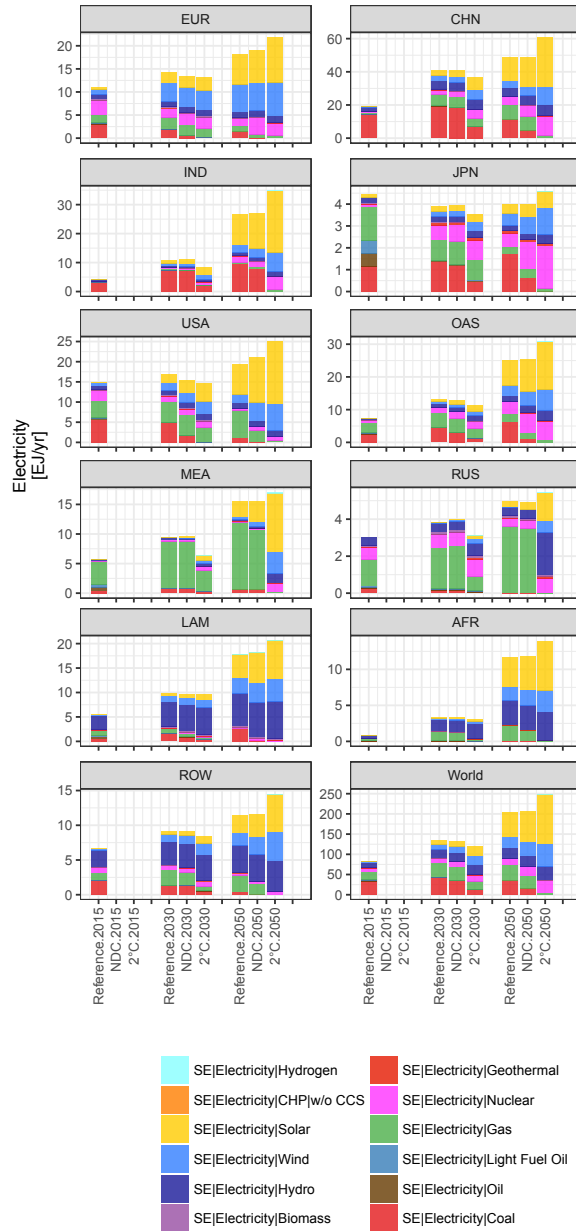 EUR
CHN
20
15
10
5
0
60
40
20
0
IND
JPN
30
20
10
0
4
3
2
1
0
USA
OAS
25
20
15
10
5
0
30
20
10
0
Electricity
[EJ/yr]
MEA
RUS
15
10
5
0
4
2
0
LAM
AFR
20
15
10
5
0
10
5
0
ROW
World
15
10
5
0
250
200
150
100
50
0
Reference.2015
NDC.2015
2°C.2015
Reference.2030
NDC.2030
2°C.2030
Reference.2050
NDC.2050
2°C.2050
Reference.2015
NDC.2015
2°C.2015
Reference.2030
NDC.2030
2°C.2030
Reference.2050
NDC.2050
2°C.2050
SE|Electricity|Hydrogen
SE|Electricity|CHP|w/o CCS
SE|Electricity|Solar
SE|Electricity|Wind
SE|Electricity|Hydro
SE|Electricity|Biomass
SE|Electricity|Geothermal
SE|Electricity|Nuclear
SE|Electricity|Gas
SE|Electricity|Light Fuel Oil
SE|Electricity|Oil
SE|Electricity|Coal